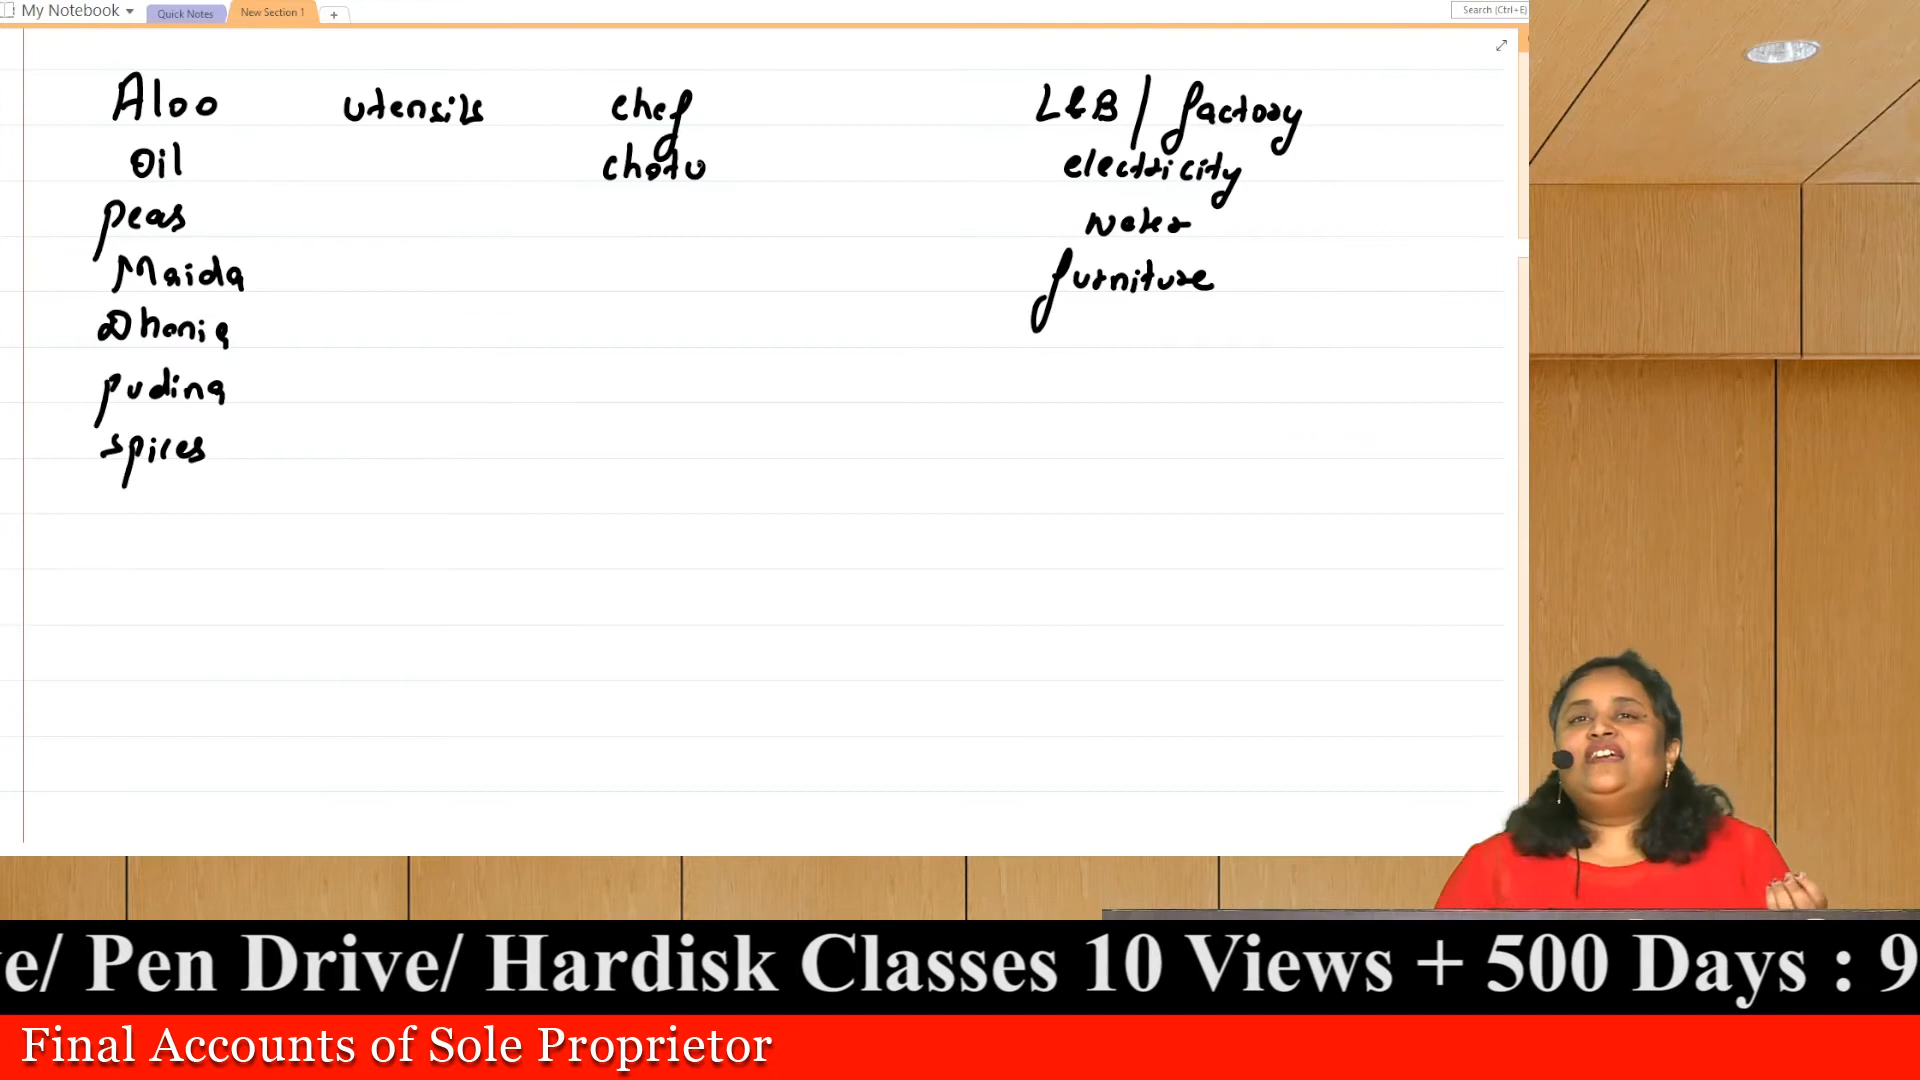 My Notebook
Quick Notes
New Section 1
+
Search (Ctrl+E)
Aloo utensils chef L&B / factory
Oil chotu electricity
peas water
Maida furniture
Dhania
pudina
spices
e/ Pen Drive/ Hardisk Classes 10 Views + 500 Days : 9
Final Accounts of Sole Proprietor